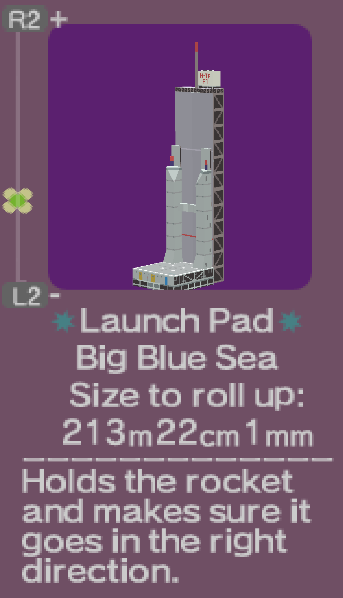 R2 +
L2 -
Launch Pad
Big Blue Sea
Size to roll up:
213m22cm1mm
Holds the rocket
and makes sure it
goes in the right
direction.